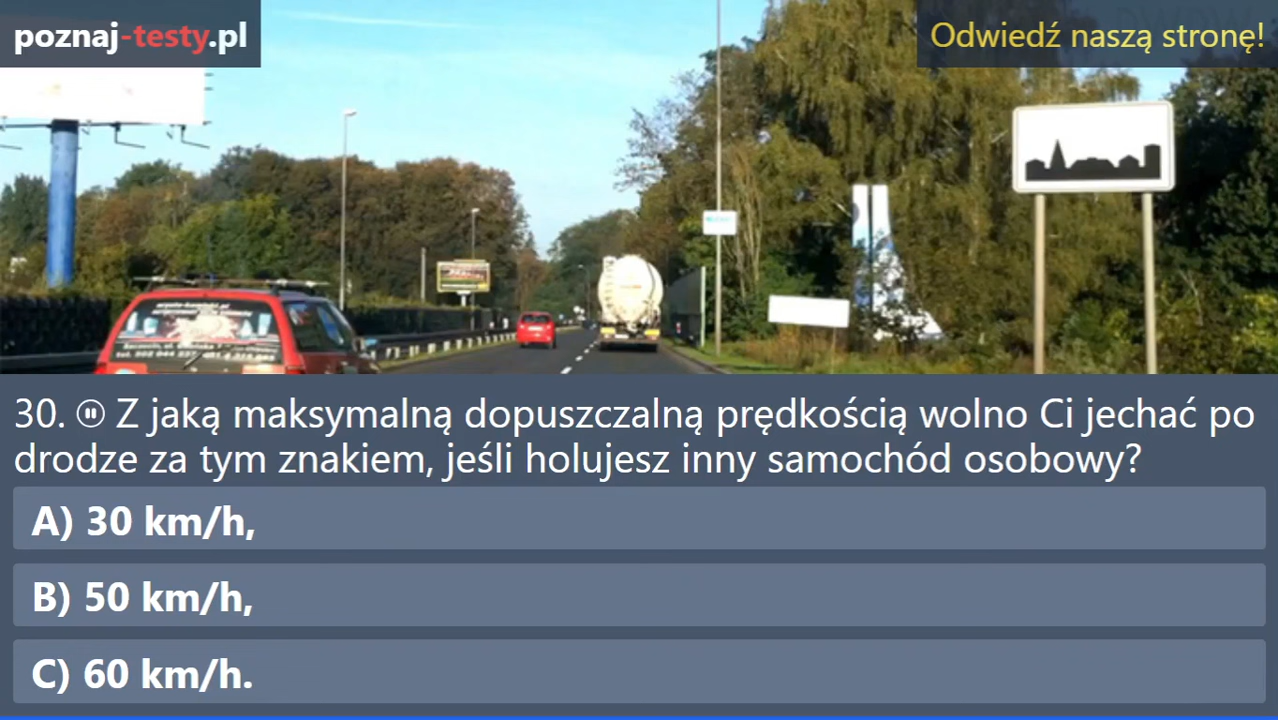 poznaj-testy.pl
Odwiedź naszą stronę!
30. Z jaką maksymalną dopuszczalną prędkością wolno Ci jechać po
drodze za tym znakiem, jeśli holujesz inny samochód osobowy?
A) 30 km/h,
B) 50 km/h,
C) 60 km/h.